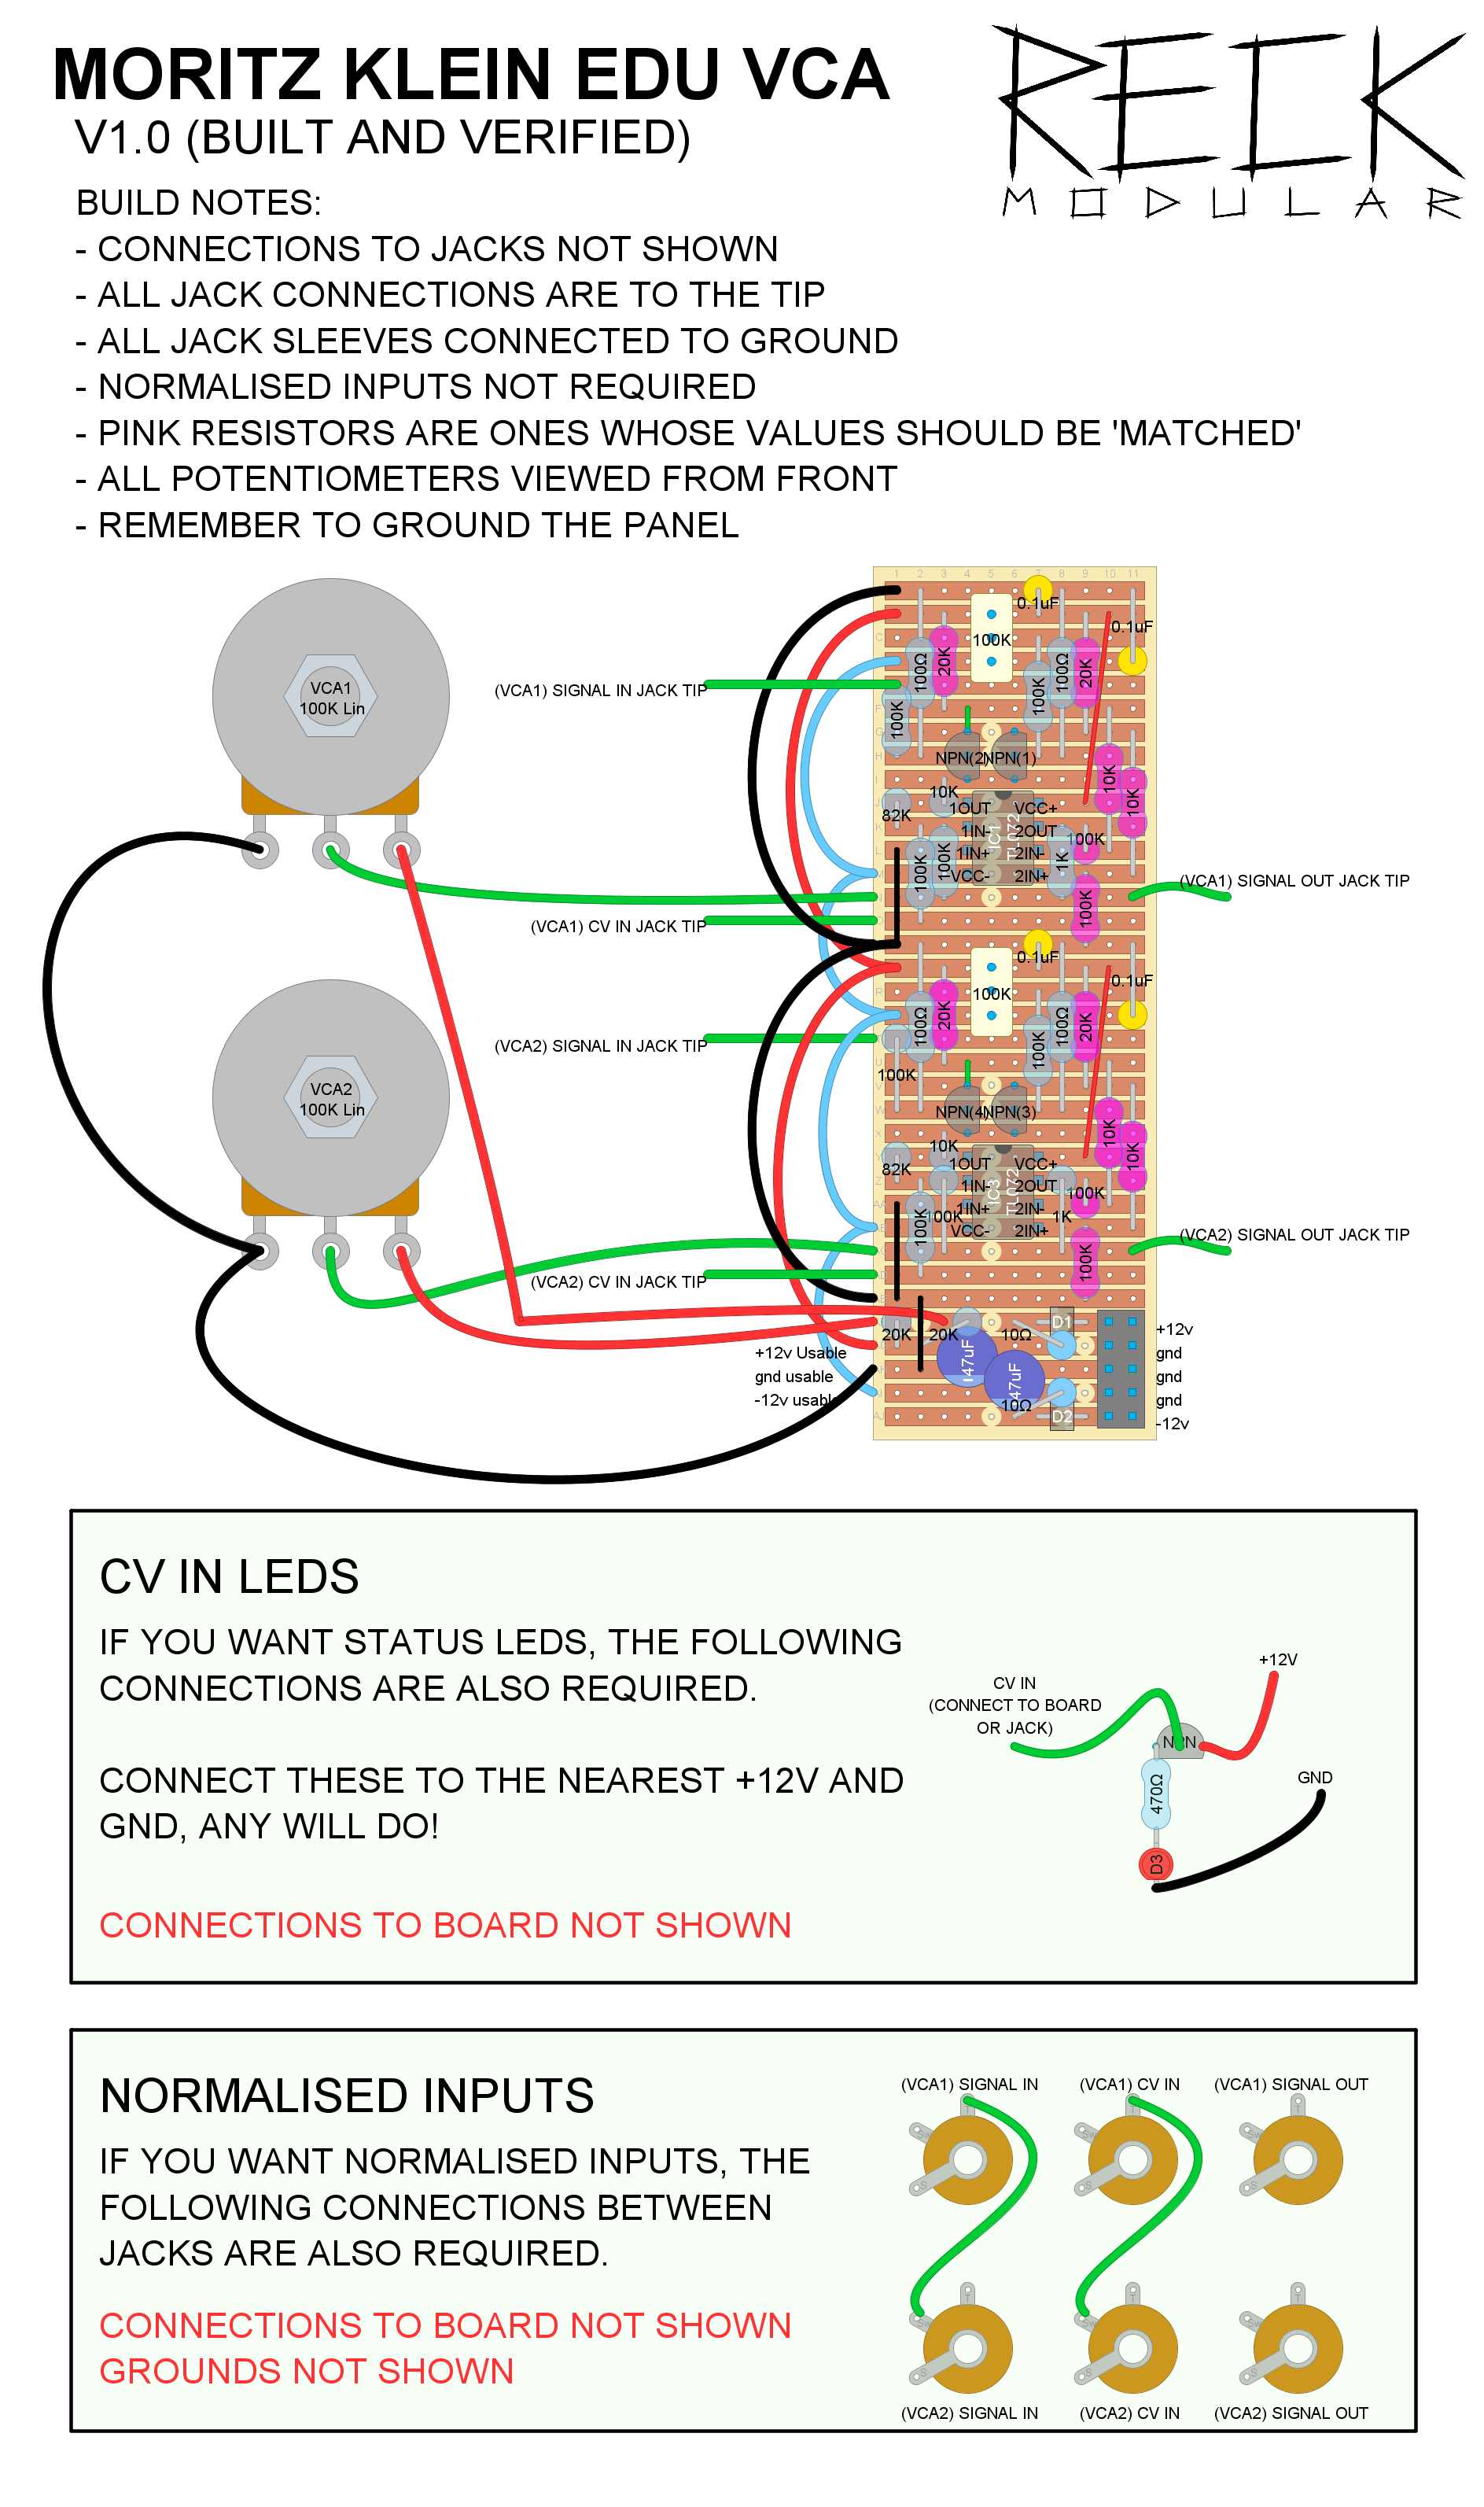 MORITZ KLEIN EDU VCA
V1.0 (BUILT AND VERIFIED)
REICK
MODULAR
BUILD NOTES:
- CONNECTIONS TO JACKS NOT SHOWN
- ALL JACK CONNECTIONS ARE TO THE TIP
- ALL JACK SLEEVES CONNECTED TO GROUND
- NORMALISED INPUTS NOT REQUIRED
- PINK RESISTORS ARE ONES WHOSE VALUES SHOULD BE 'MATCHED'
- ALL POTENTIOMETERS VIEWED FROM FRONT
- REMEMBER TO GROUND THE PANEL
1 2 3 4 5 6 7 8 9 10 11
0.1uF
0.1uF
100K
100Ω
20K
100K
100Ω
20K
VCA1
100K Lin
(VCA1) SIGNAL IN JACK TIP
100K
NPN(2)
NPN(1)
10K
10K
10K
82K
1OUT
VCC+
1IN-
2OUT
1IN+
2IN-
VCC-
2IN+
IC1
TL072
100K
100K
100K
1K
100K
(VCA1) SIGNAL OUT JACK TIP
(VCA1) CV IN JACK TIP
0.1uF
0.1uF
100K
100Ω
20K
100K
100Ω
20K
(VCA2) SIGNAL IN JACK TIP
100K
VCA2
100K Lin
NPN(4)
NPN(3)
10K
10K
10K
82K
1OUT
VCC+
1IN-
2OUT
1IN+
2IN-
VCC-
2IN+
IC3
TL072
100K
100K
100K
1K
100K
(VCA2) SIGNAL OUT JACK TIP
(VCA2) CV IN JACK TIP
20K
20K
10Ω
D1
47uF
47uF
10Ω
D2
+12v Usable
gnd usable
-12v usable
+12v
gnd
gnd
gnd
-12v
CV IN LEDS
IF YOU WANT STATUS LEDS, THE FOLLOWING
CONNECTIONS ARE ALSO REQUIRED.
CONNECT THESE TO THE NEAREST +12V AND
GND, ANY WILL DO!
CONNECTIONS TO BOARD NOT SHOWN
+12V
CV IN
(CONNECT TO BOARD
OR JACK)
NPN
470Ω
GND
D3
NORMALISED INPUTS
IF YOU WANT NORMALISED INPUTS, THE
FOLLOWING CONNECTIONS BETWEEN
JACKS ARE ALSO REQUIRED.
CONNECTIONS TO BOARD NOT SHOWN
GROUNDS NOT SHOWN
(VCA1) SIGNAL IN
(VCA1) CV IN
(VCA1) SIGNAL OUT
(VCA2) SIGNAL IN
(VCA2) CV IN
(VCA2) SIGNAL OUT